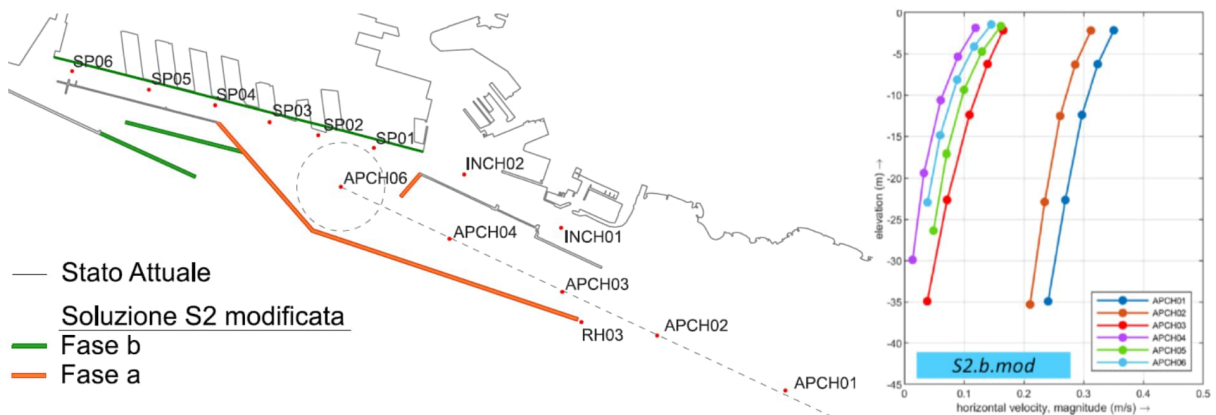 SP06
SP05
SP04
SP03
SP02
SP01
INCH02
APCH06
APCH04
INCH01
APCH03
RH03
APCH02
APCH01
Stato Attuale
Soluzione S2 modificata
Fase b
Fase a
0
-5
-10
-15
-20
-25
-30
-35
-40
-45
elevation (m) →
0
0.1
0.2
0.3
0.4
0.5
horizontal velocity, magnitude (m/s) →
S2.b.mod
APCH01
APCH02
APCH03
APCH04
APCH05
APCH06